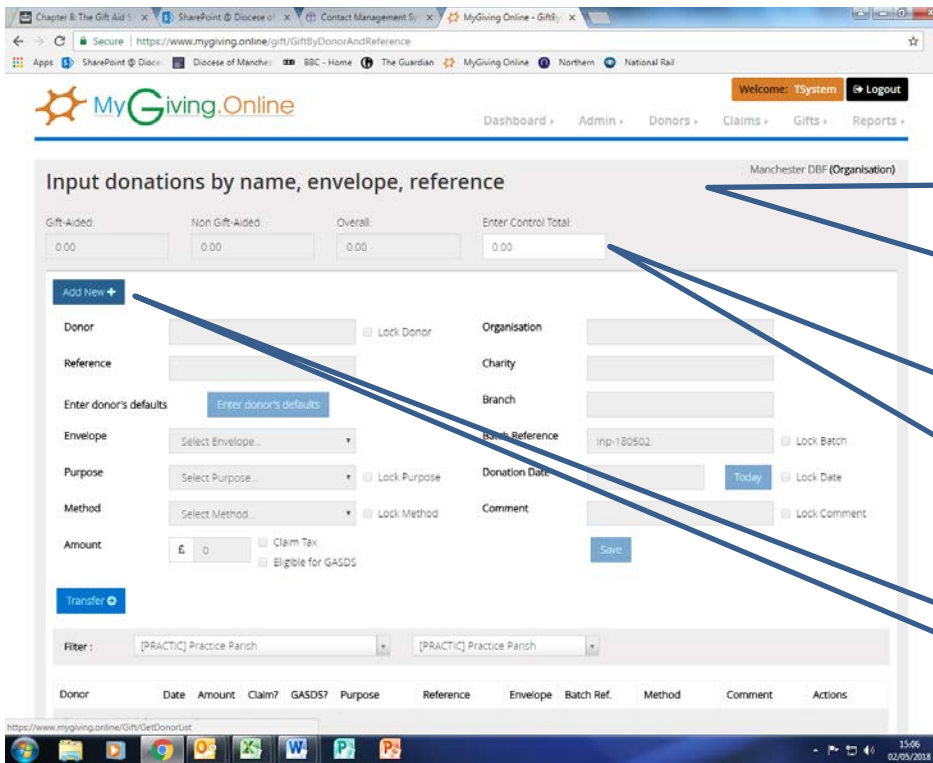 Chapter 8: The Gift Aid S SharePoint @ Diocese of Contact Management Sy MyGiving Online - GiftBy
Secure https://www.mygiving.online/gift/GiftByDonorAndReference
Apps SharePoint @ Dioce Diocese of Manches BBC - Home The Guardian MyGiving Online Northern National Rail
MyGiving.Online
Welcome: TSystem Logout
Dashboard Admin Donors Claims Gifts Reports
Manchester DBF (Organisation)
Input donations by name, envelope, reference
Gift-Aided: Non Gift-Aided: Overall: Enter Control Total:
0.00 0.00 0.00 0.00
Add New +
Donor Lock Donor Organisation
Reference Charity
Enter donor's defaults Enter donor's defaults Branch
Envelope Select Envelope... Batch Reference inp-180502 Lock Batch
Purpose Select Purpose... Lock Purpose Donation Date Today Lock Date
Method Select Method... Lock Method Comment Lock Comment
Amount £ 0 Claim Tax
Eligible for GASDS Save
Transfer
Filter : [PRACTIC] Practice Parish [PRACTIC] Practice Parish
Donor Date Amount Claim? GASDS? Purpose Reference Envelope Batch Ref. Method Comment Actions
https://www.mygiving.online/Gift/GetDonorList
15:06
02/05/2018